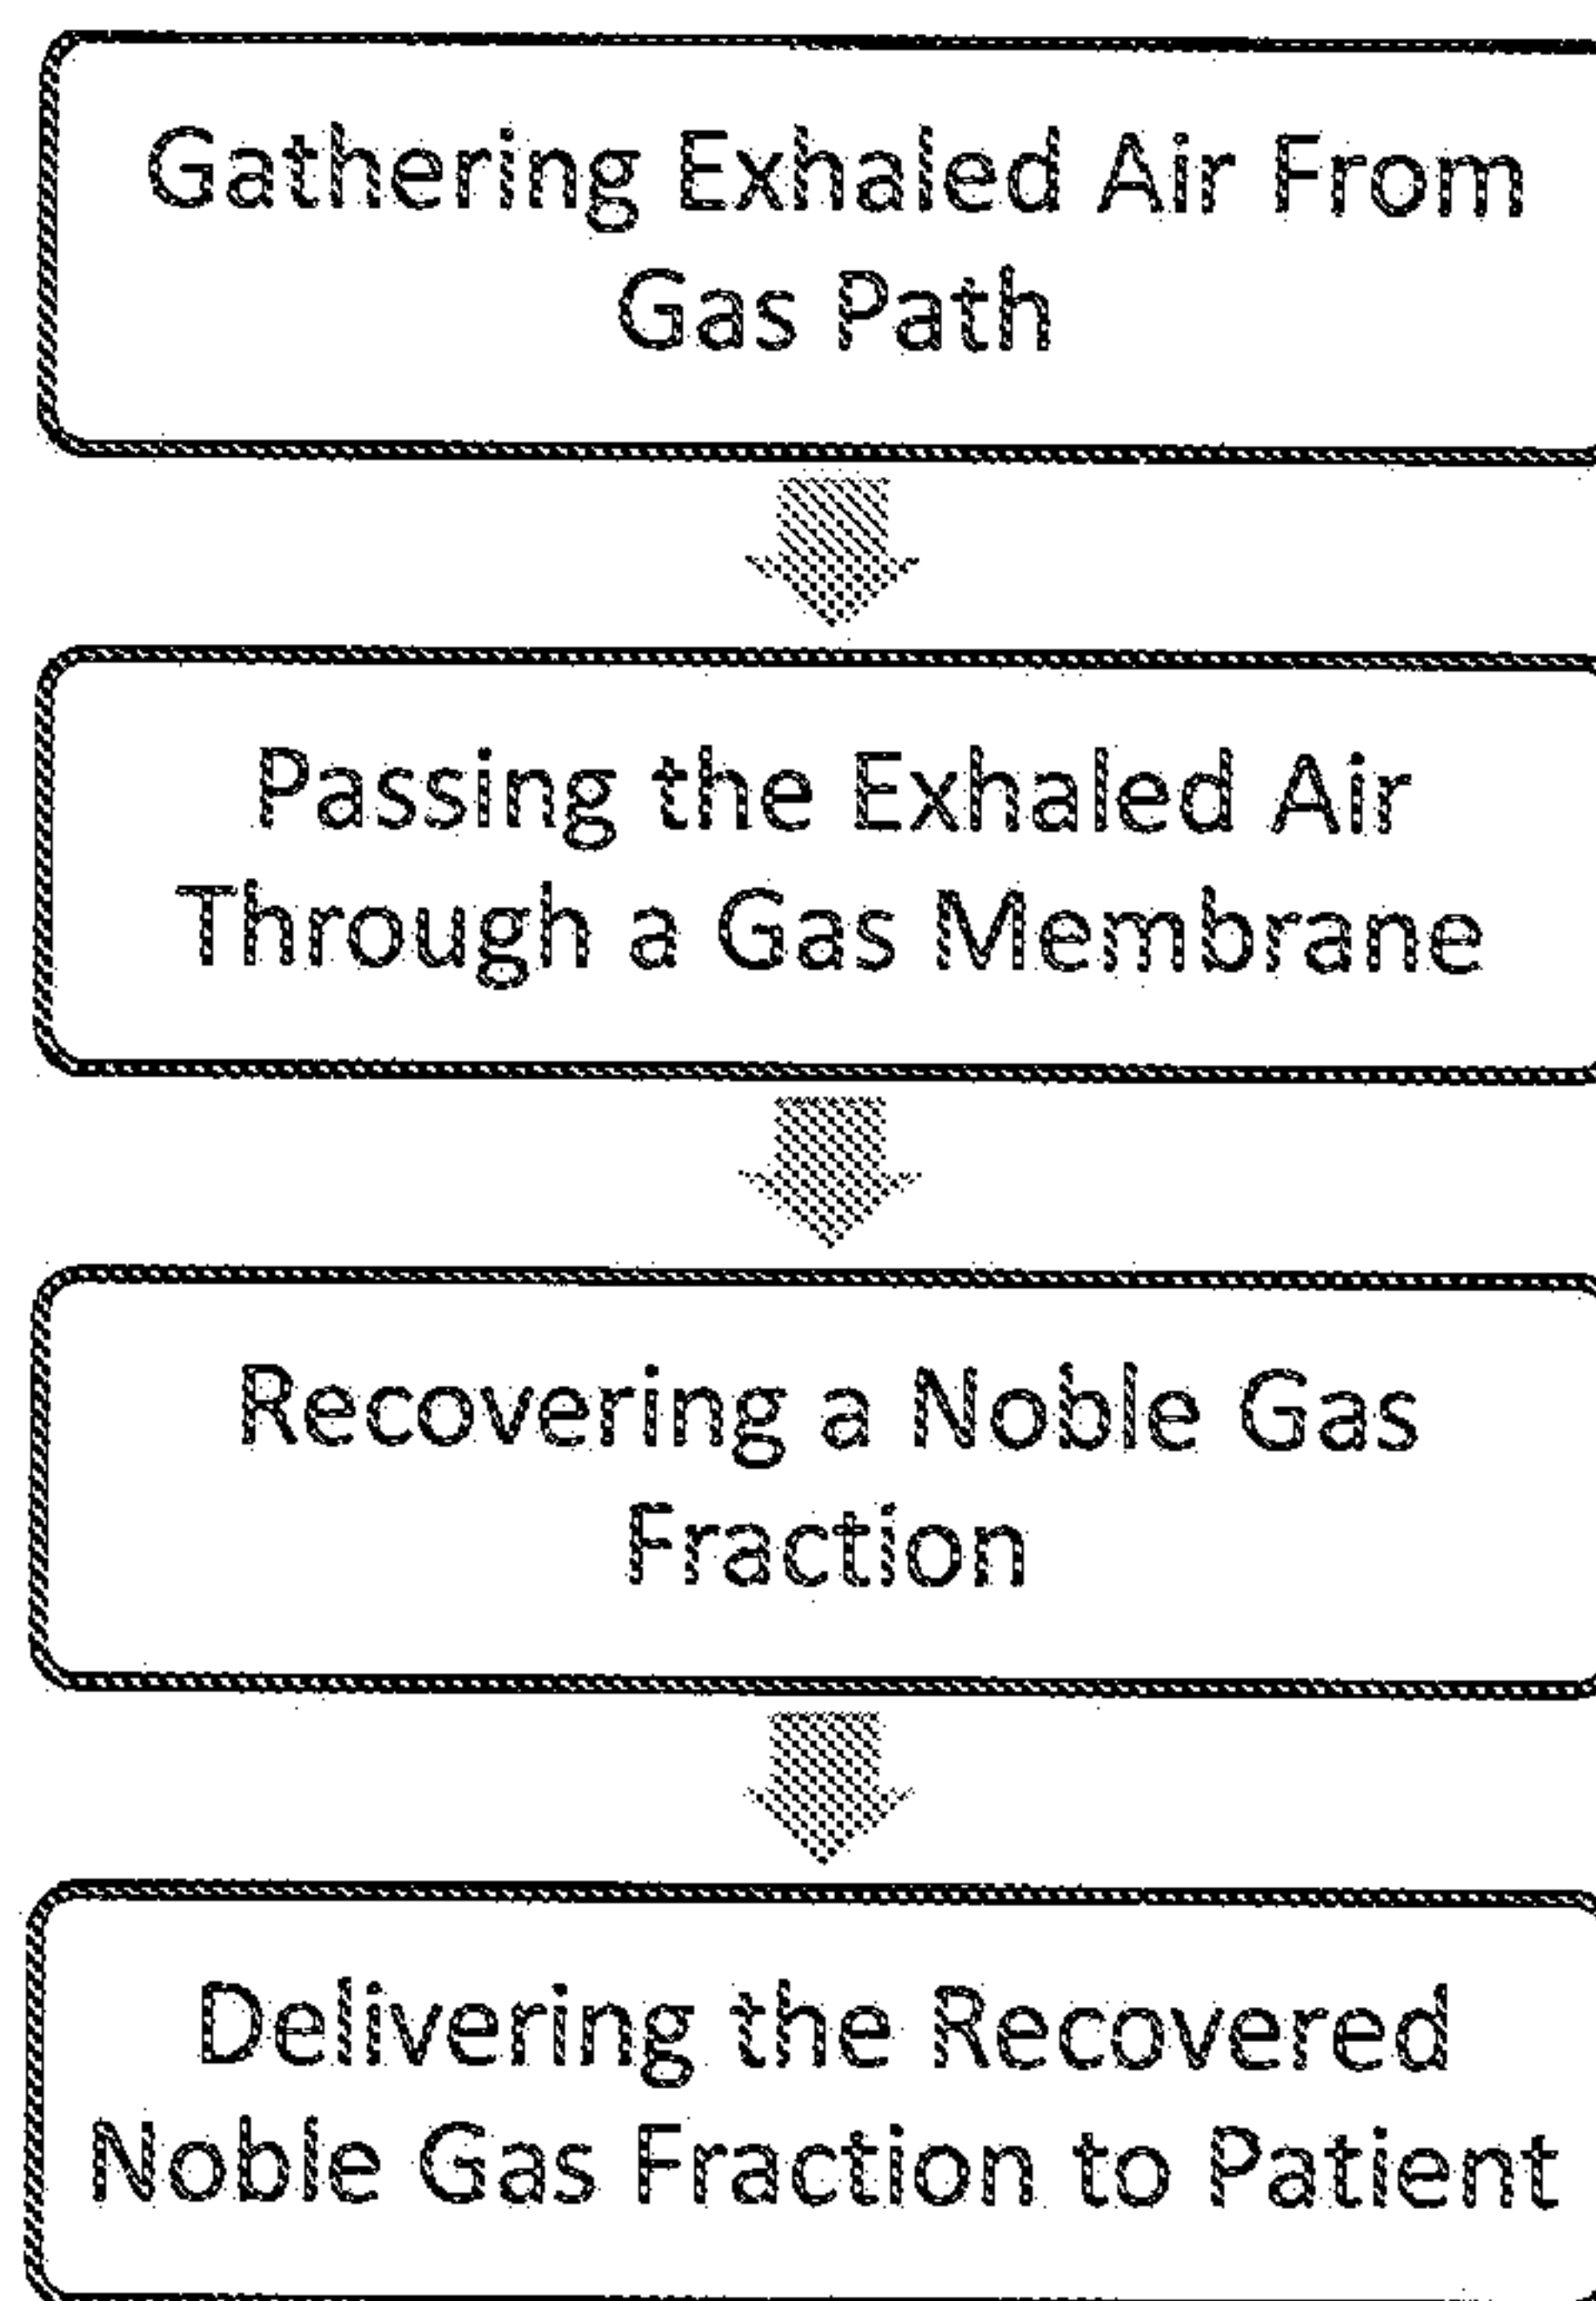 Gathering Exhaled Air From
Gas Path
Passing the Exhaled Air
Through a Gas Membrane
Recovering a Noble Gas
Fraction
Delivering the Recovered
Noble Gas Fraction to Patient